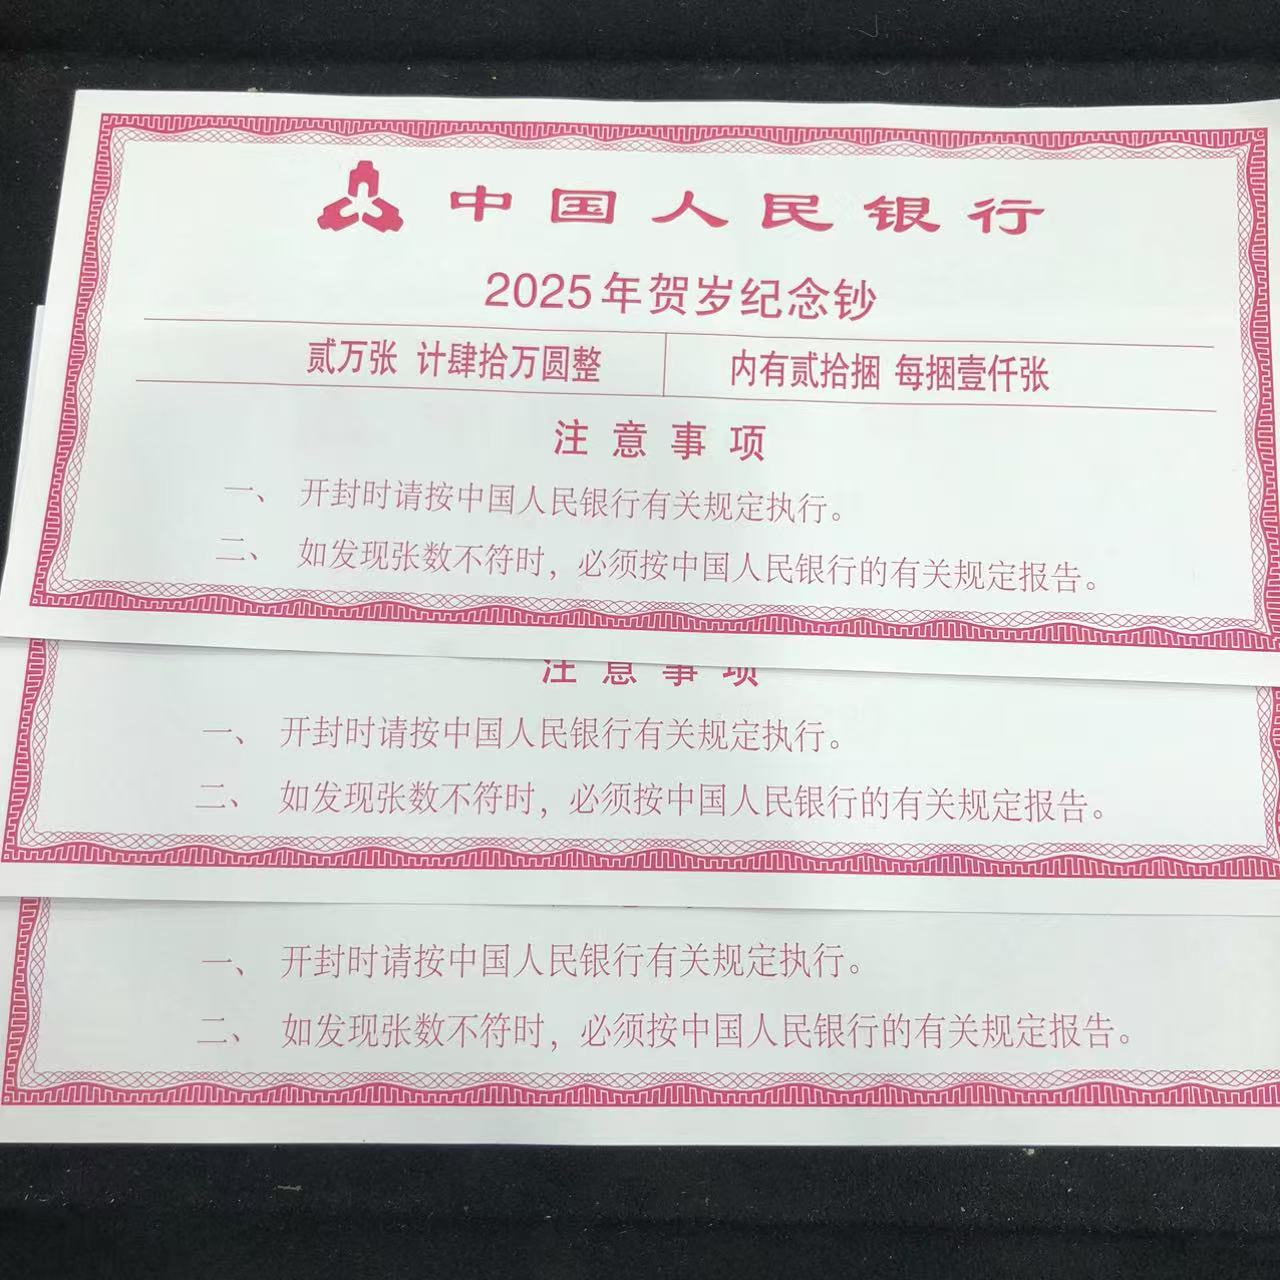 中国人民银行
2025年贺岁纪念钞
贰万张 计肆拾万圆整 内有贰拾捆 每捆壹仟张
注意事项
一、 开封时请按中国人民银行有关规定执行。
二、 如发现张数不符时，必须按中国人民银行的有关规定报告。
注意事项
一、 开封时请按中国人民银行有关规定执行。
二、 如发现张数不符时，必须按中国人民银行的有关规定报告。
一、 开封时请按中国人民银行有关规定执行。
二、 如发现张数不符时，必须按中国人民银行的有关规定报告。